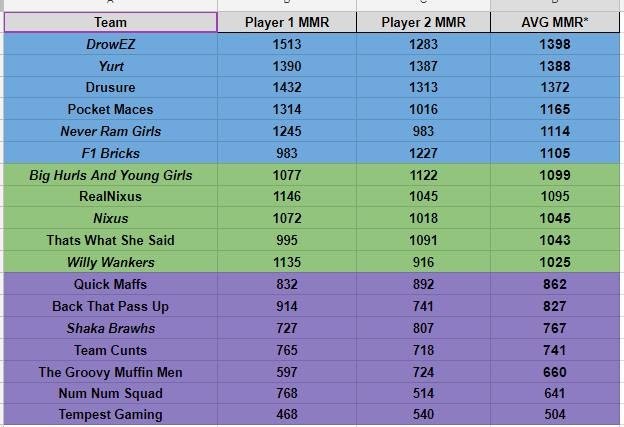 Team Player 1 MMR Player 2 MMR AVG MMR*
DrowEZ 1513 1283 1398
Yurt 1390 1387 1388
Drusure 1432 1313 1372
Pocket Maces 1314 1016 1165
Never Ram Girls 1245 983 1114
F1 Bricks 983 1227 1105
Big Hurls And Young Girls 1077 1122 1099
RealNixus 1146 1045 1095
Nixus 1072 1018 1045
Thats What She Said 995 1091 1043
Willy Wankers 1135 916 1025
Quick Maffs 832 892 862
Back That Pass Up 914 741 827
Shaka Brawhs 727 807 767
Team Cunts 765 718 741
The Groovy Muffin Men 597 724 660
Num Num Squad 768 514 641
Tempest Gaming 468 540 504